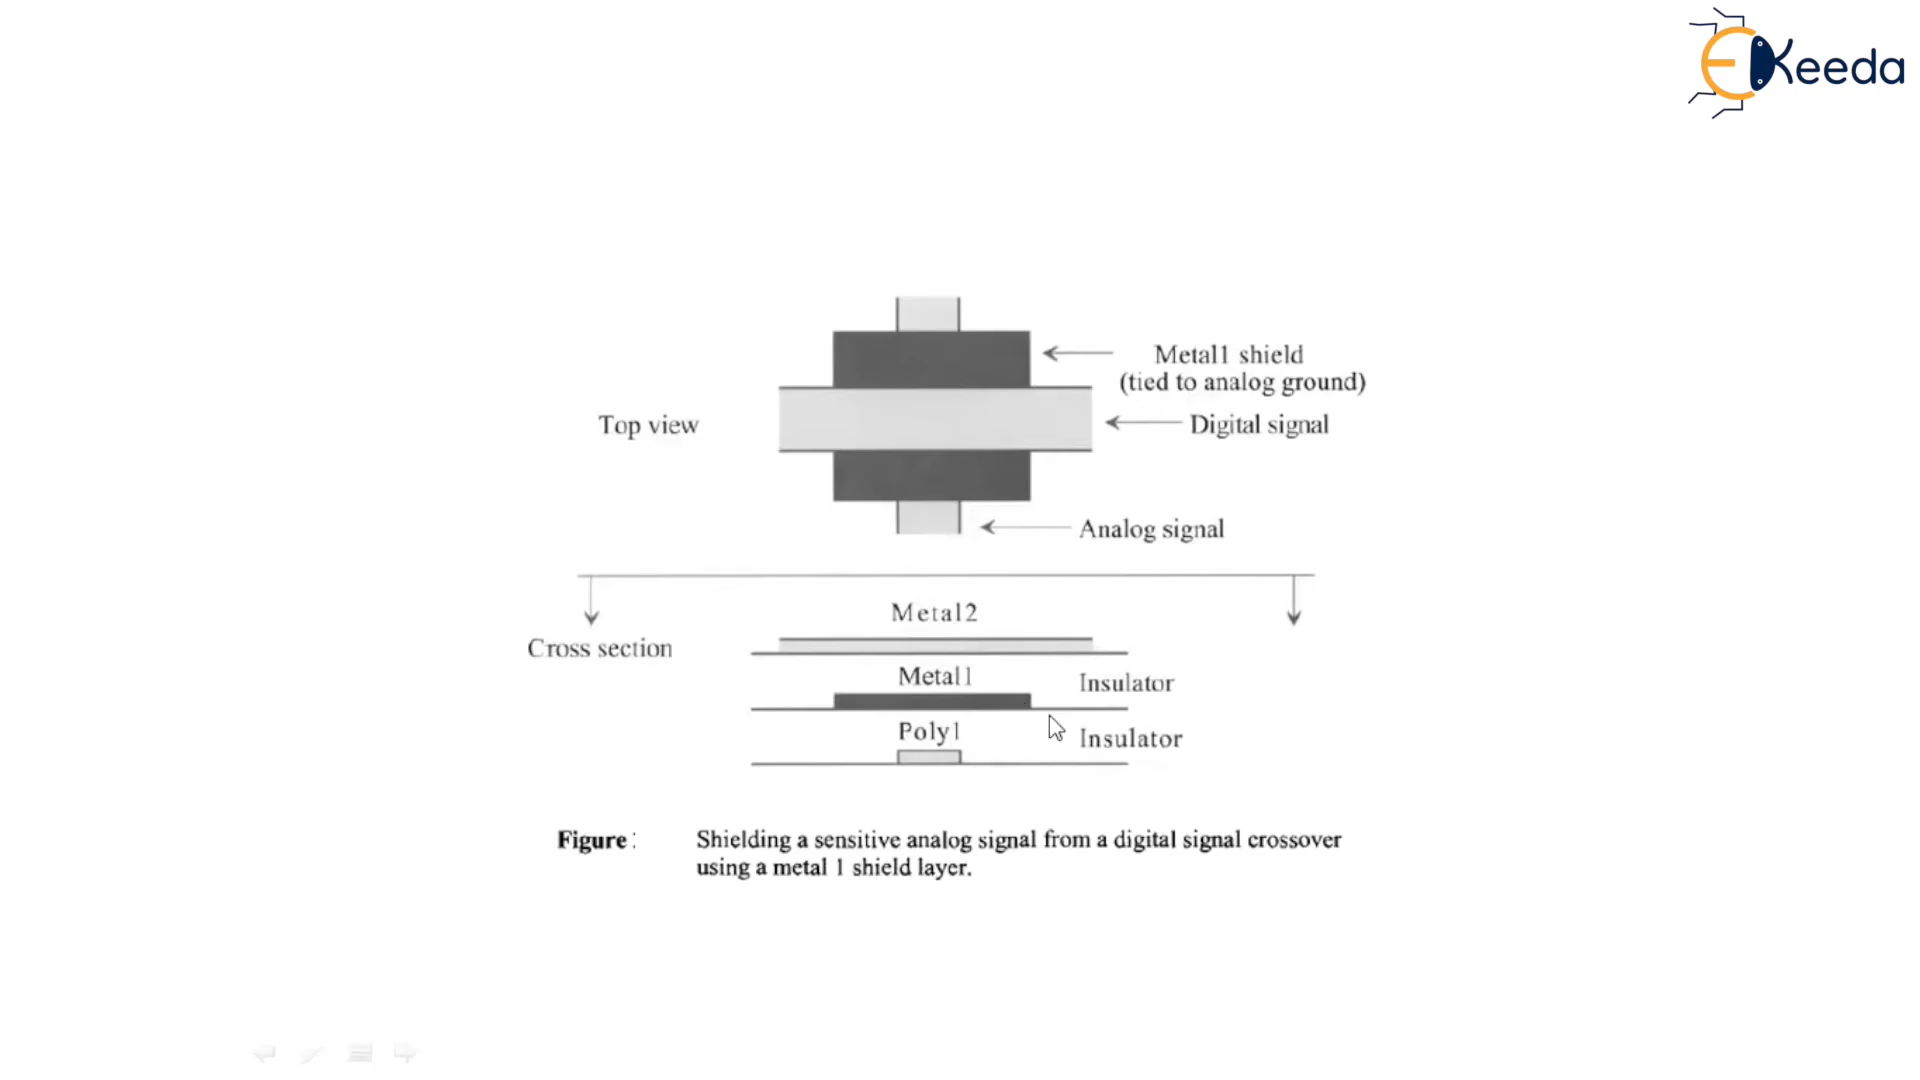 EKeeda
Metal1 shield
(tied to analog ground)
Top view
Digital signal
Analog signal
Metal2
Cross section
Metal1
Insulator
Poly1
Insulator
Figure: Shielding a sensitive analog signal from a digital signal crossover
using a metal 1 shield layer.